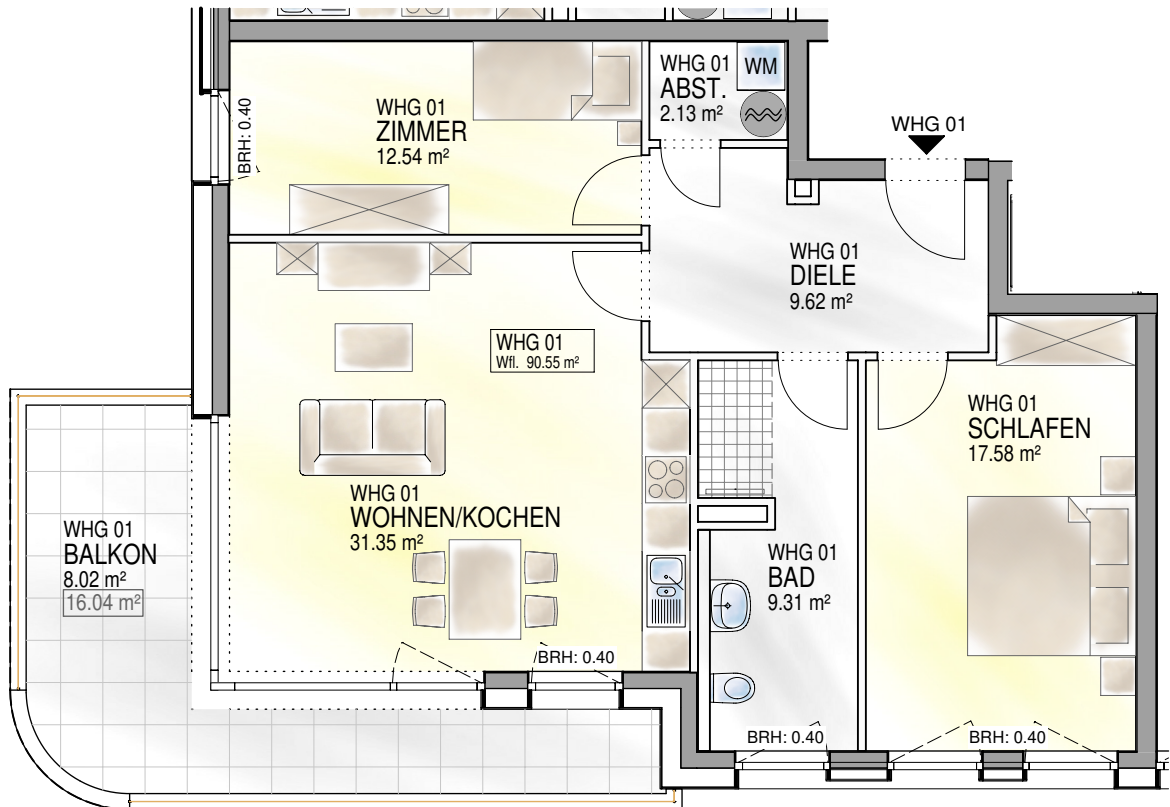 WHG 01
ABST.
2.13 m²
WM
WHG 01
ZIMMER
12.54 m²
BRH: 0.40
WHG 01
WHG 01
DIELE
9.62 m²
WHG 01
Wfl. 90.55 m²
WHG 01
SCHLAFEN
17.58 m²
WHG 01
WOHNEN/KOCHEN
31.35 m²
WHG 01
BALKON
8.02 m²
16.04 m²
WHG 01
BAD
9.31 m²
BRH: 0.40
BRH: 0.40
BRH: 0.40